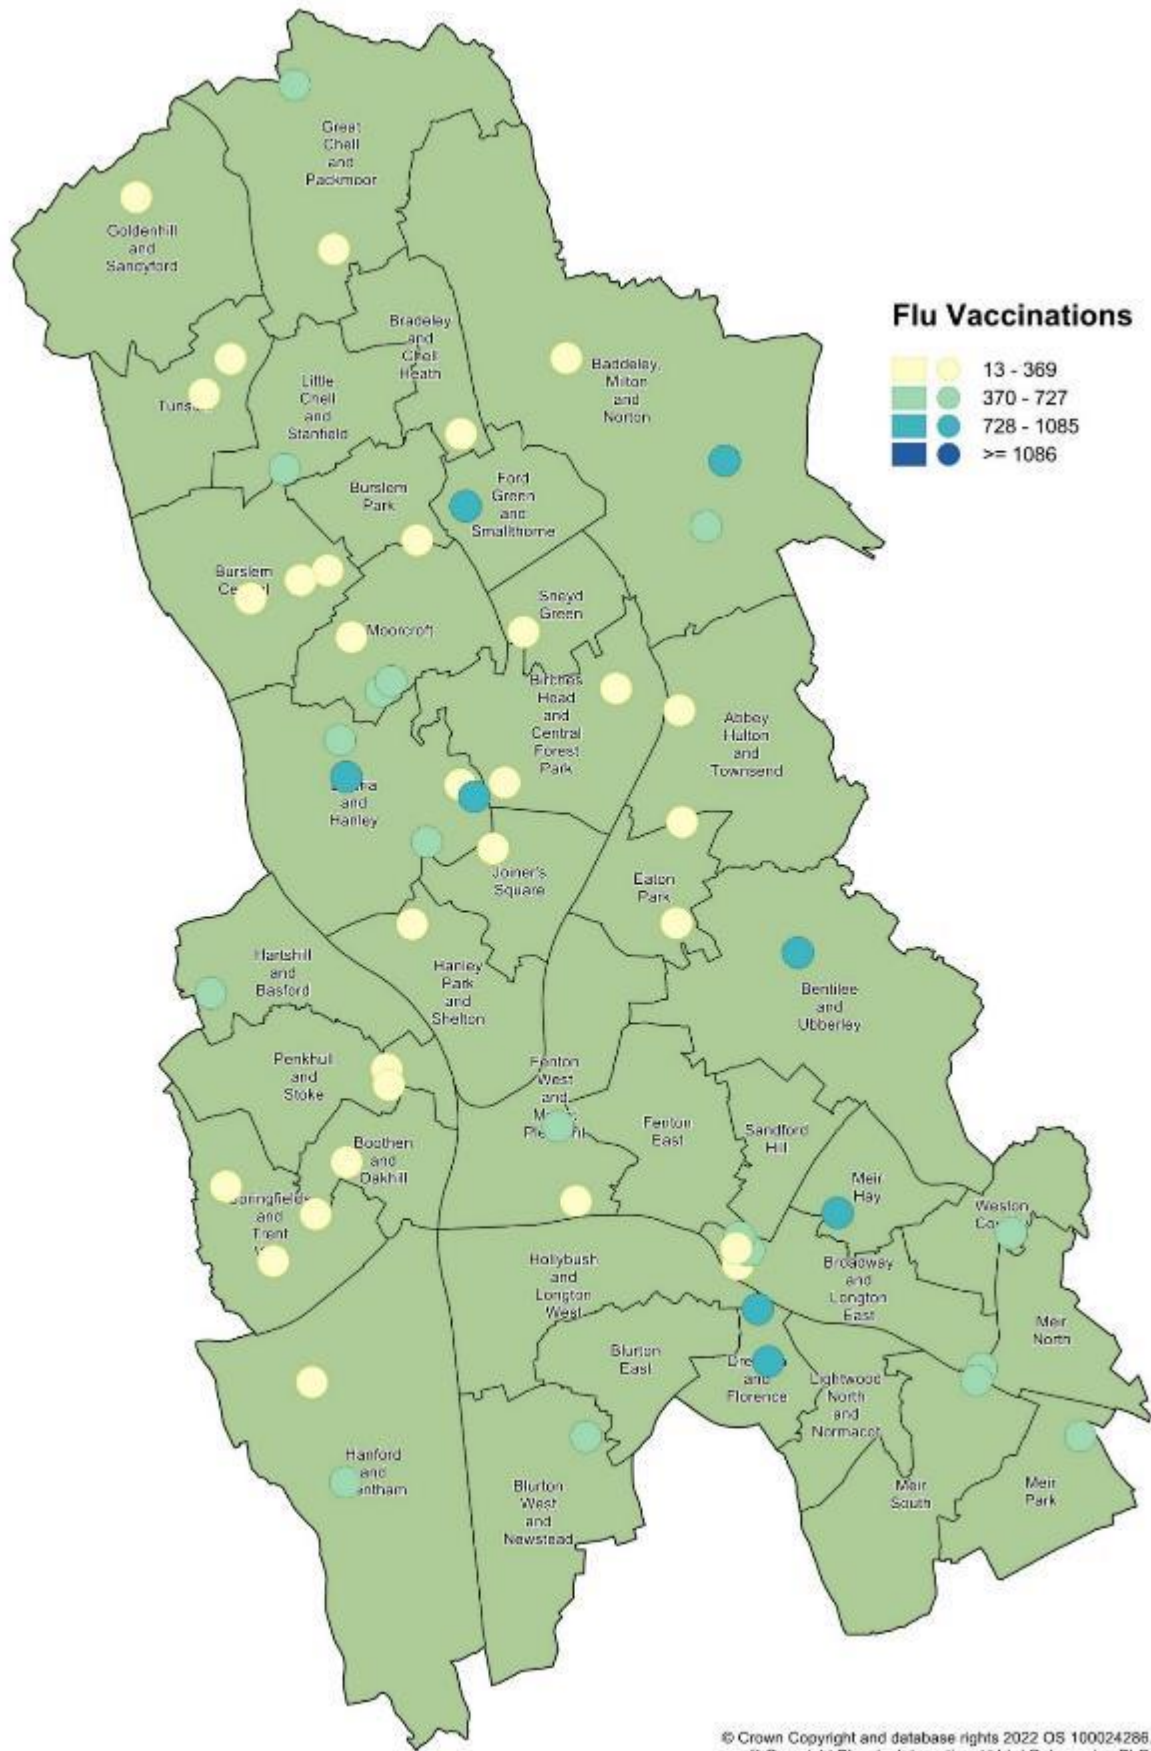 Great
Chell
and
Packmoor
Goldenhill
and
Sandyford
Bradeley
and
Chell
Heath
Flu Vaccinations
13 - 369
370 - 727
728 - 1085
>= 1086
Baddeley,
Milton
and
Norton
Little
Chell
and
Stanfield
Burslem
Park
Ford
Green
and
Smallthorne
Burslem
Sneyd
Green
Moorcroft
Birches
Head
and
Central
Forest
Park
Abbey
Hulton
and
Townsend
and
Hanley
Joiner's
Square
Eaton
Park
Hartshill
and
Basford
Hanley
Park
and
Shelton
Bentilee
and
Ubberley
Penkhull
and
Stoke
Fenton
West
and
Fenton
East
Sandford
Hill
Boothen
and
Oakhill
Meir
Hay
Springfields
and
Trent
Weston
Hollybush
and
Longton
West
Broadway
and
Longton
East
Meir
North
Blurton
East
and
Florence
Lightwood
North
and
Normacot
Hanford
and
Blurton
West
and
Newstead
Meir
South
Meir
Park
© Crown Copyright and database rights 2022 OS 100024286.